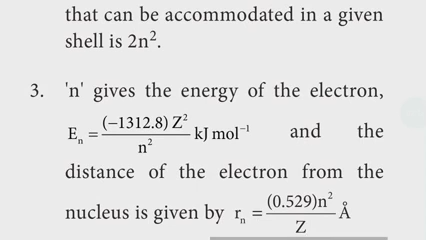 that can be accommodated in a given
shell is 2n².
3. 'n' gives the energy of the electron,
Eₙ = (−1312.8) Z² / n² kJ mol⁻¹ and the
distance of the electron from the
nucleus is given by rₙ = (0.529)n² / Z Å